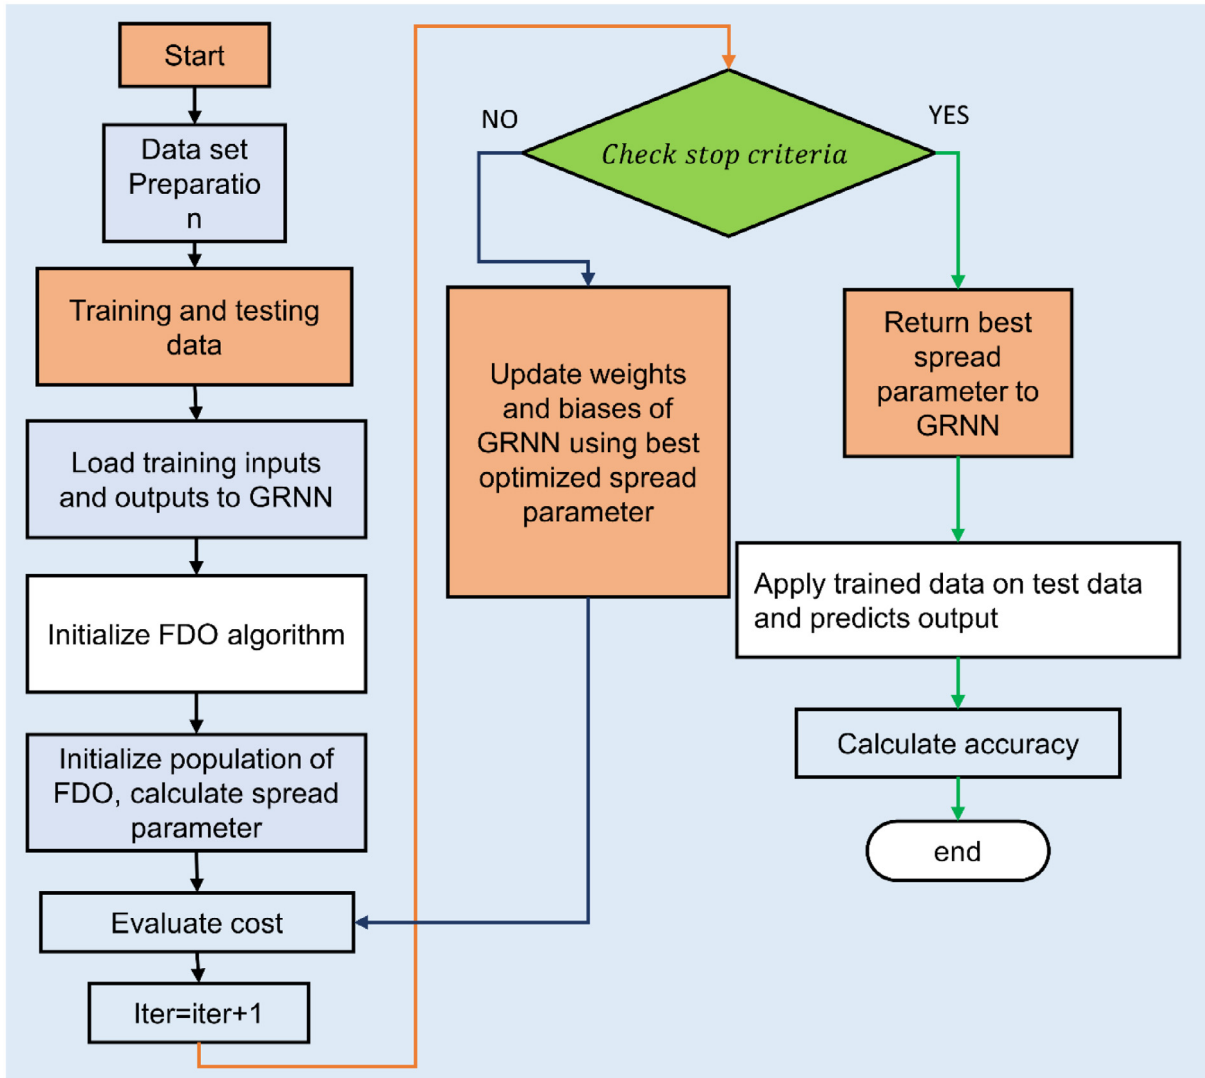 Start
Data set
Preparatio
n
Training and testing
data
Load training inputs
and outputs to GRNN
Initialize FDO algorithm
Initialize population of
FDO, calculate spread
parameter
Evaluate cost
Iter=iter+1
NO
YES
Check stop criteria
Update weights
and biases of
GRNN using best
optimized spread
parameter
Return best
spread
parameter to
GRNN
Apply trained data on test data
and predicts output
Calculate accuracy
end